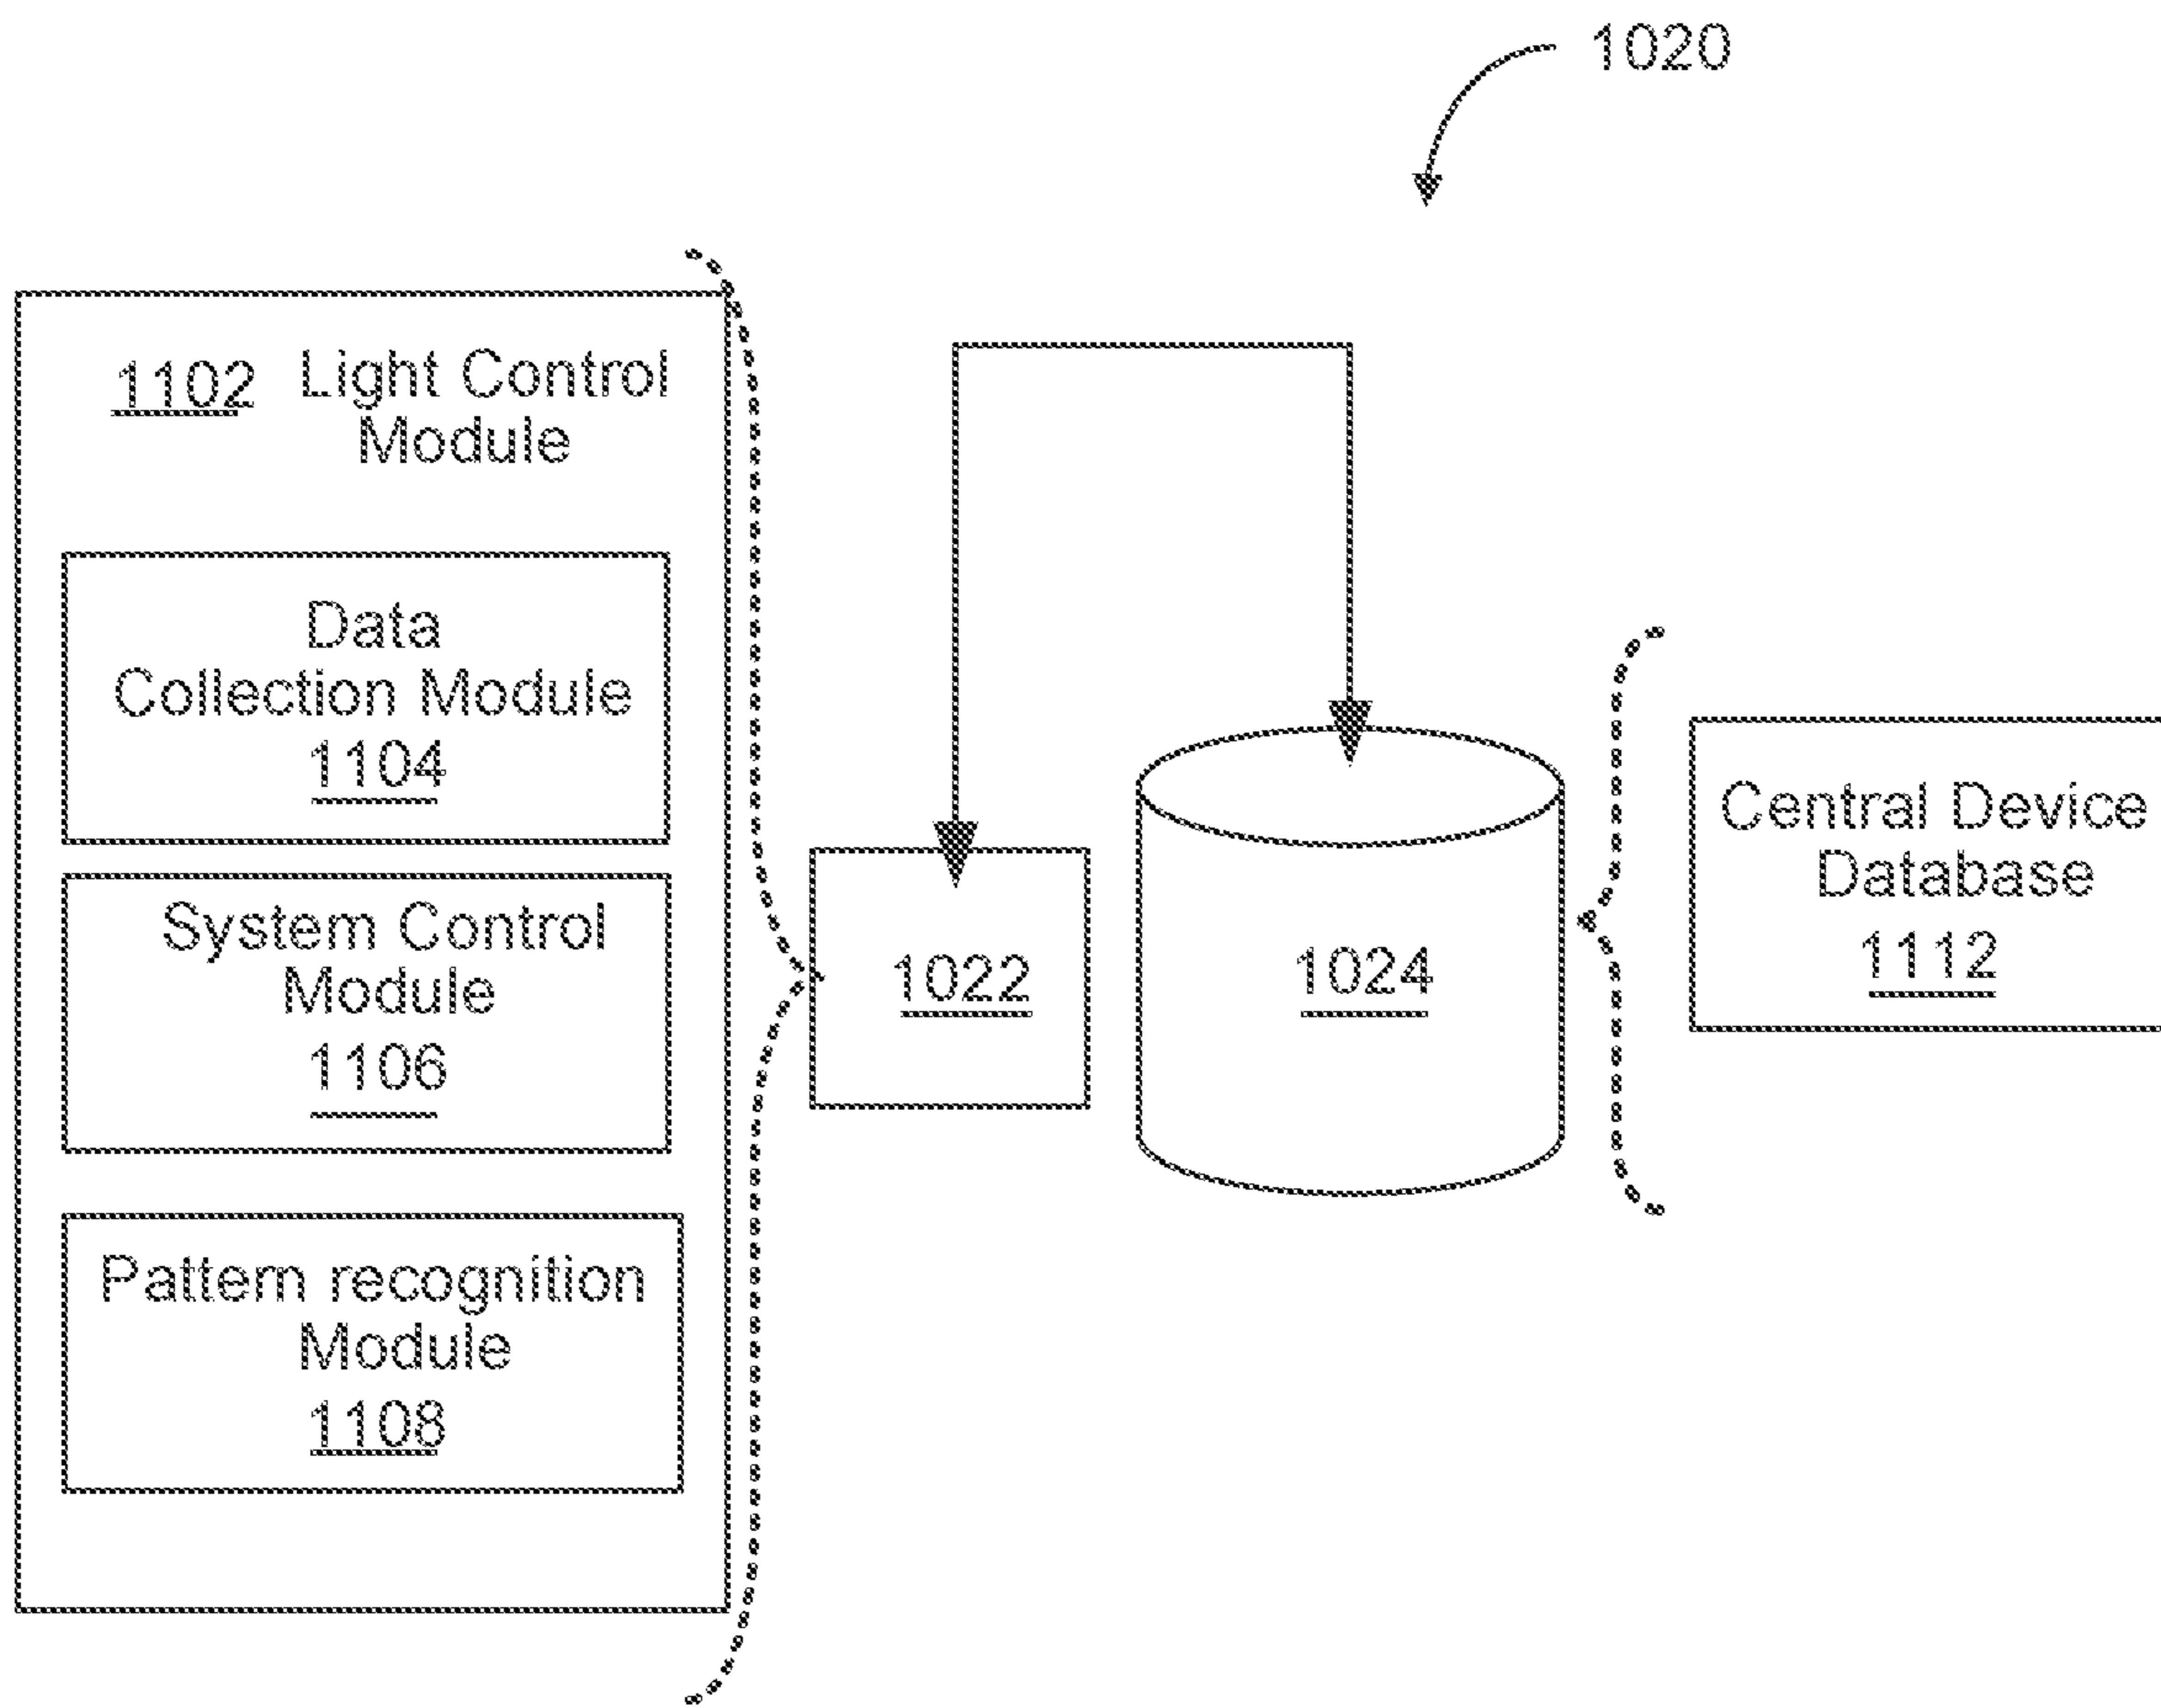 1020
1102 Light Control
Module
Data
Collection Module
1104
System Control
Module
1106
Pattern recognition
Module
1108
1022
1024
Central Device
Database
1112